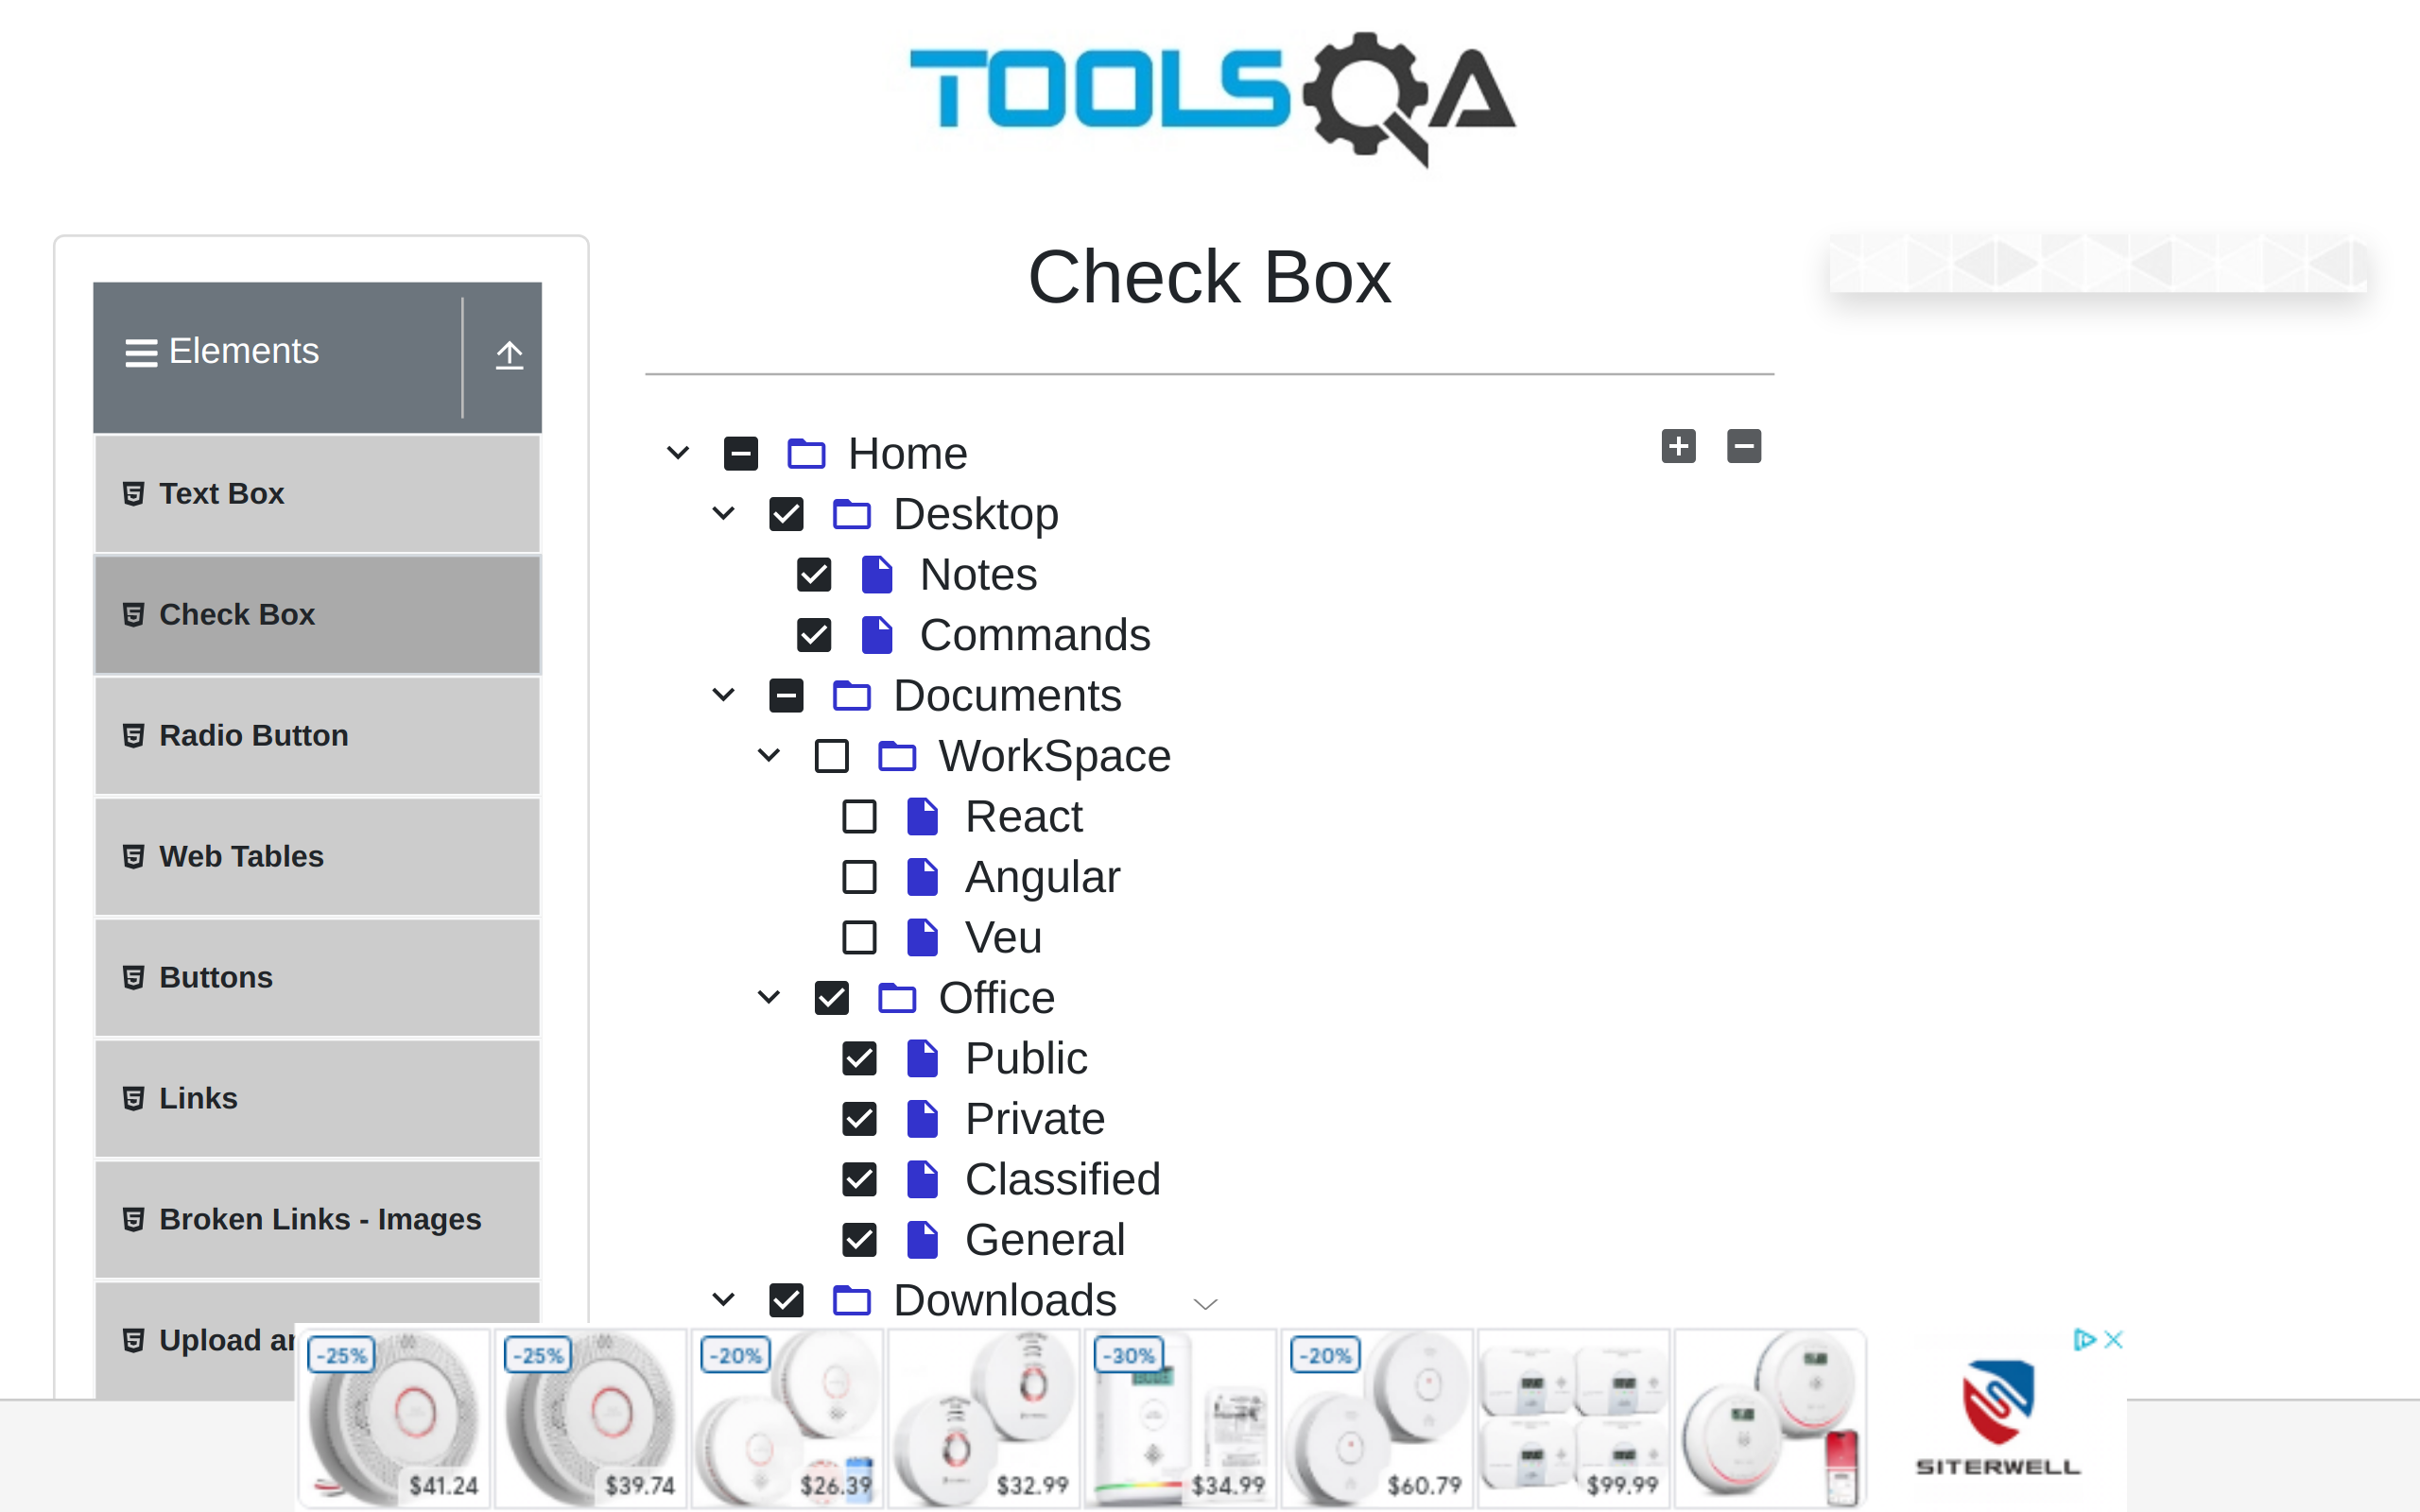 TOOLSQA
Check Box
Elements
Text Box
Check Box
Radio Button
Web Tables
Buttons
Links
Broken Links - Images
Upload ar
Home
Desktop
Notes
Commands
Documents
WorkSpace
React
Angular
Veu
Office
Public
Private
Classified
General
Downloads
-25%
$41.24
-25%
$39.74
-20%
$26.39
$32.99
-30%
$34.99
-20%
$60.79
$99.99
SITERWELL